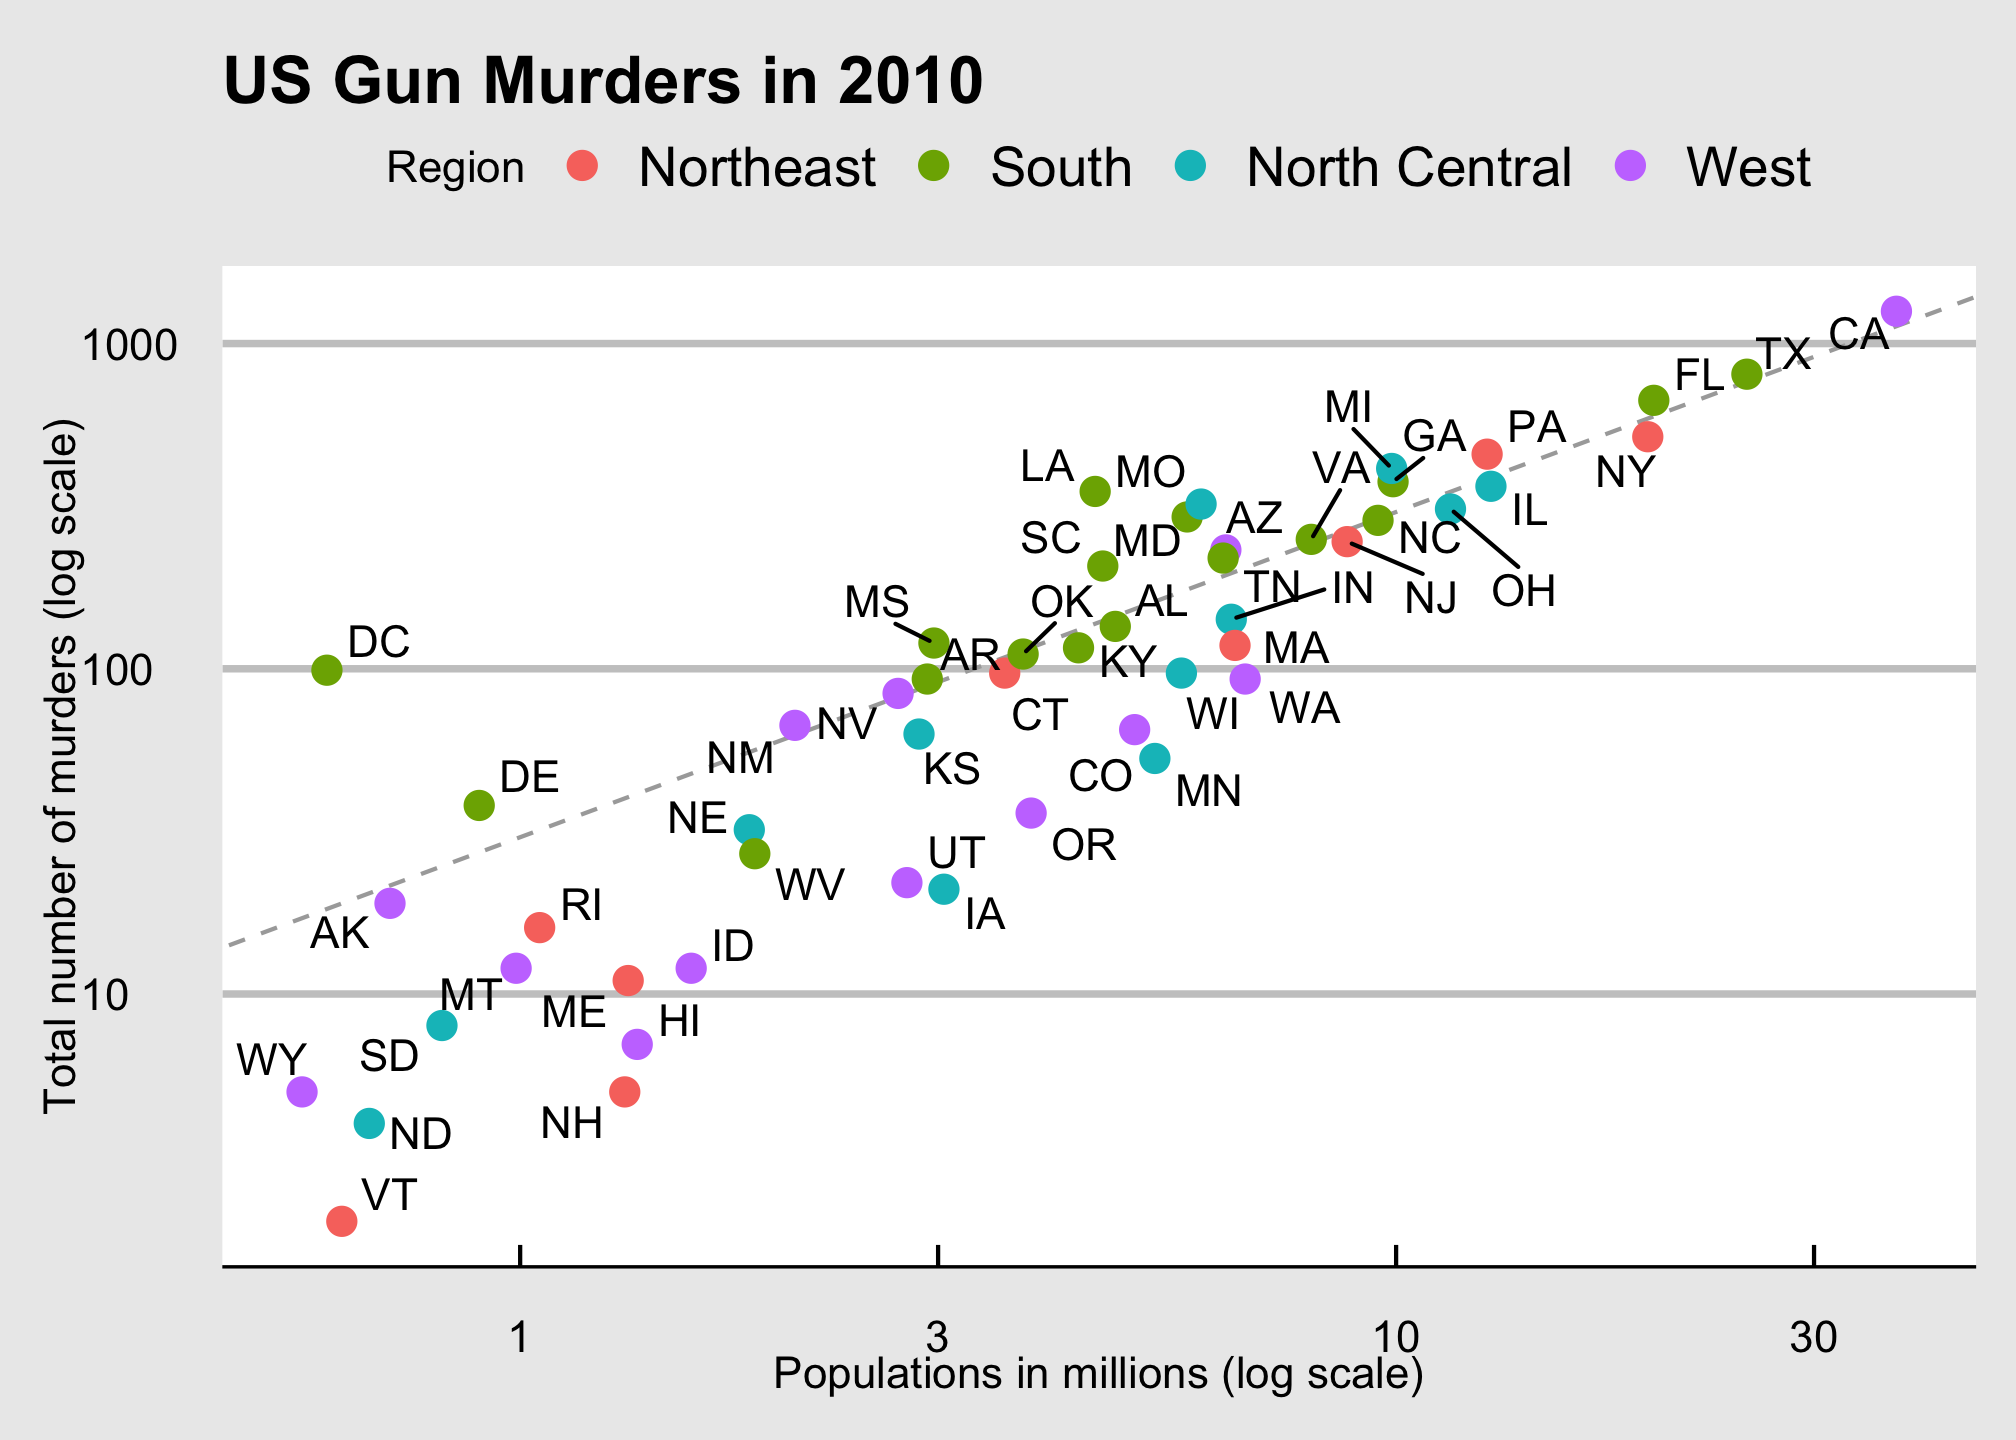 US Gun Murders in 2010
Region Northeast South North Central West
Total number of murders (log scale)
1000
100
10
CA
TX
FL
MI
GA
PA
NY
LA
MO
VA
IL
AZ
SC
MD
NC
OH
NJ
TN
IN
MS
OK
AL
DC
AR
KY
MA
CT
WI
WA
NV
NM
KS
CO
MN
DE
NE
OR
UT
WV
IA
RI
AK
ID
MT
ME
HI
SD
WY
NH
ND
VT
1 3 10 30
Populations in millions (log scale)